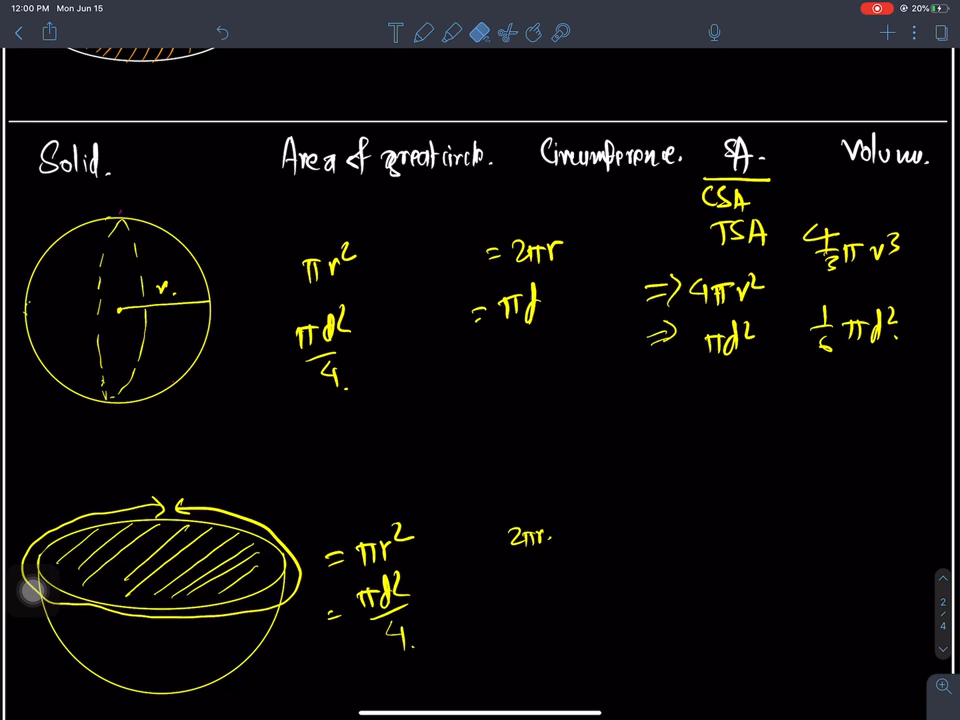 12:00 PM Mon Jun 15
20%
Solid. Area of great circle. Circumference. SA. Volume.
CSA
TSA
r.
πr² = 2πr => 4πr² 4/3 πr³
πd²/4. = πd => πd² 1/6 πd²:
= πr² 2πr.
= πd²/4.
2
/
4